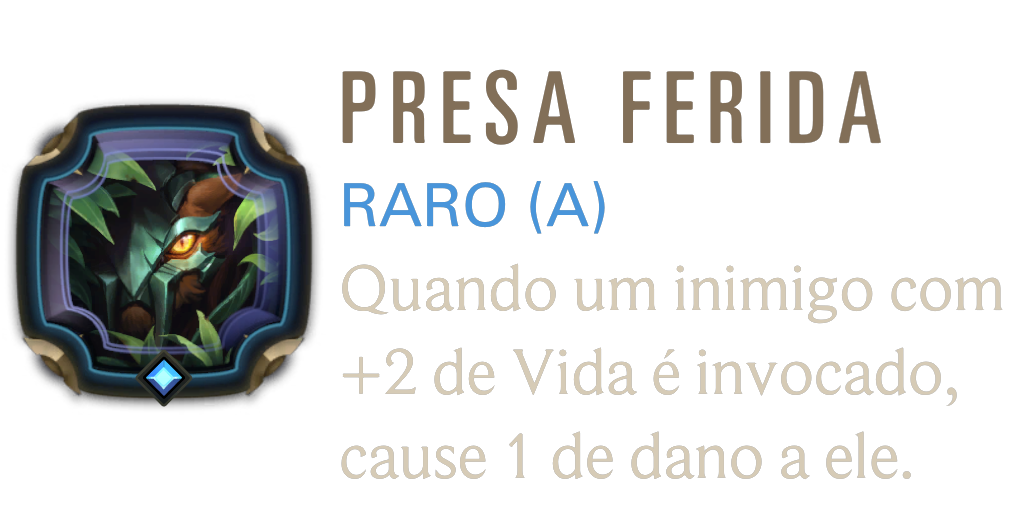 PRESA FERIDA
RARO (A)
Quando um inimigo com
+2 de Vida é invocado,
cause 1 de dano a ele.